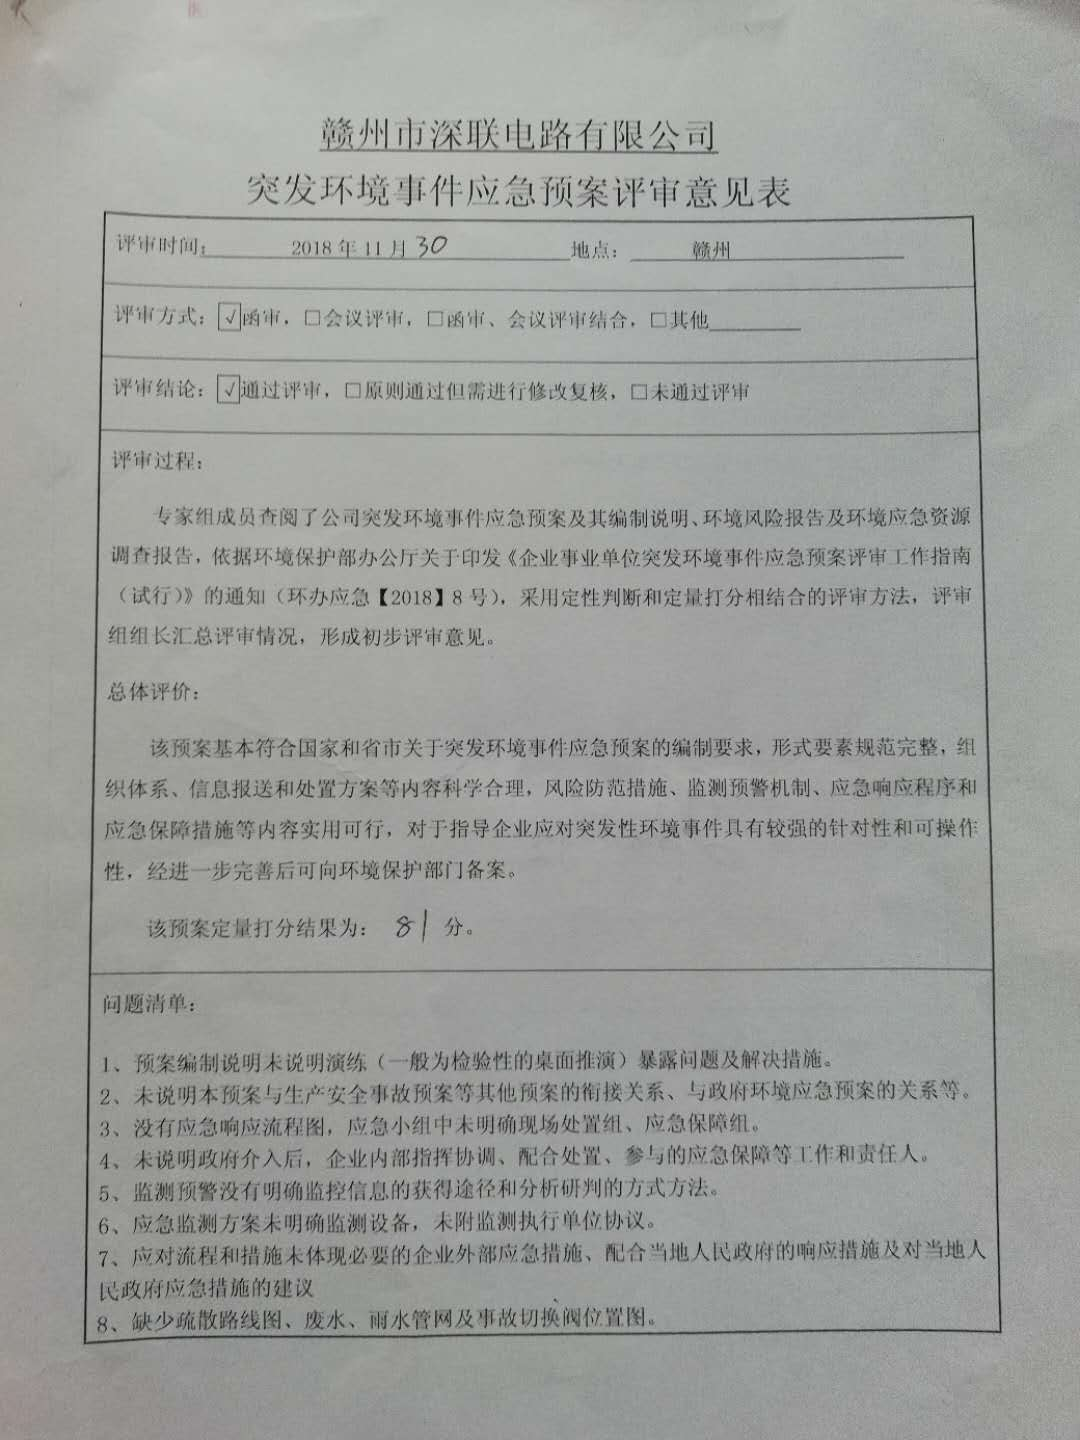 赣州市深联电路有限公司
突发环境事件应急预案评审意见表
评审时间： 2018 年 11 月 30 地点： 赣州
评审方式：☑函审，□会议评审，□函审、会议评审结合，□其他
评审结论：☑通过评审，□原则通过但需进行修改复核，□未通过评审
评审过程：
专家组成员查阅了公司突发环境事件应急预案及其编制说明、环境风险报告及环境应急资源
调查报告，依据环境保护部办公厅关于印发《企业事业单位突发环境事件应急预案评审工作指南
（试行）》的通知（环办应急【2018】8 号），采用定性判断和定量打分相结合的评审方法，评审
组组长汇总评审情况，形成初步评审意见。
总体评价：
该预案基本符合国家和省市关于突发环境事件应急预案的编制要求，形式要素规范完整，组
织体系、信息报送和处置方案等内容科学合理，风险防范措施、监测预警机制、应急响应程序和
应急保障措施等内容实用可行，对于指导企业应对突发性环境事件具有较强的针对性和可操作
性，经进一步完善后可向环境保护部门备案。
该预案定量打分结果为： 81 分。
问题清单：
1、预案编制说明未说明演练（一般为检验性的桌面推演）暴露问题及解决措施。
2、未说明本预案与生产安全事故预案等其他预案的衔接关系、与政府环境应急预案的关系等。
3、没有应急响应流程图，应急小组中未明确现场处置组、应急保障组。
4、未说明政府介入后，企业内部指挥协调、配合处置、参与的应急保障等工作和责任人。
5、监测预警没有明确监控信息的获得途径和分析研判的方式方法。
6、应急监测方案未明确监测设备，未附监测执行单位协议。
7、应对流程和措施未体现必要的企业外部应急措施、配合当地人民政府的响应措施及对当地人
民政府应急措施的建议
8、缺少疏散路线图、废水、雨水管网及事故切换阀位置图。